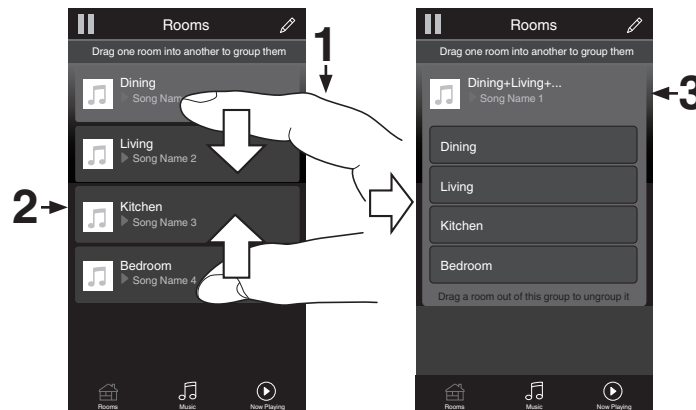 Rooms
Drag one room into another to group them
Dining
Song Nam
Living
Song Name 2
Kitchen
Song Name 3
Bedroom
Song Name 4
Rooms
Music
Now Playing
1
2
Rooms
Drag one room into another to group them
Dining+Living+...
Song Name 1
Dining
Living
Kitchen
Bedroom
Drag a room out of this group to ungroup it
Rooms
Music
Now Playing
3